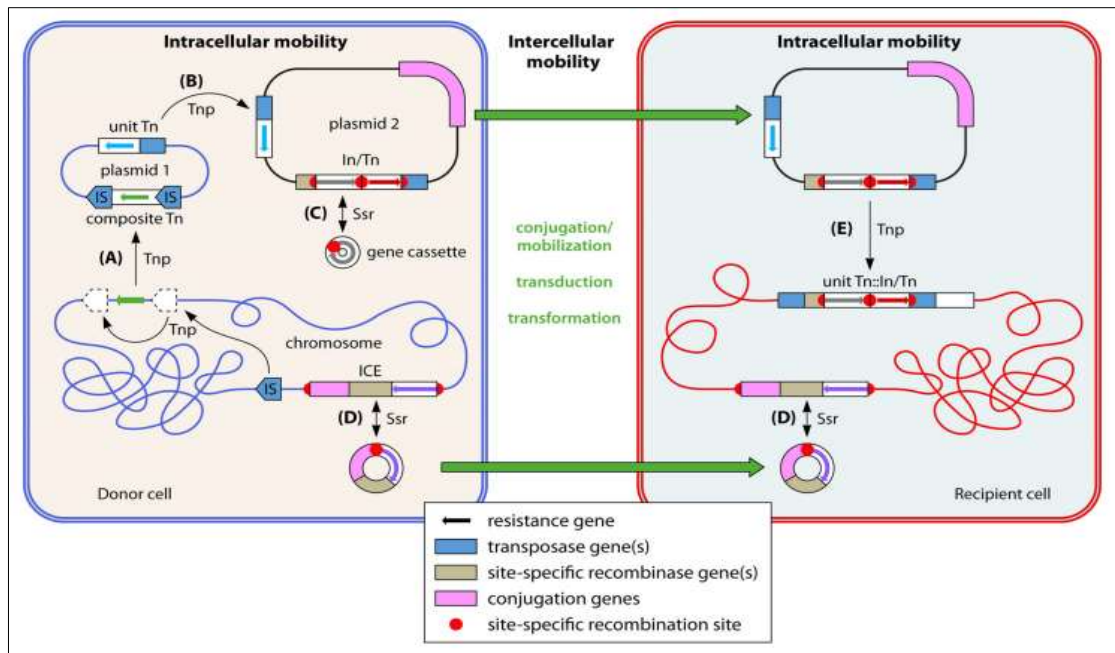 Intracellular mobility
Intercellular
mobility
Intracellular mobility
(B)
Tnp
unit Tn
plasmid 1
IS
IS
composite Tn
plasmid 2
In/Tn
(C)
Ssr
gene cassette
(A)
Tnp
Tnp
chromosome
IS
ICE
(D)
Ssr
Donor cell
conjugation/
mobilization
transduction
transformation
(E)
Tnp
unit Tn::In/Tn
(D)
Ssr
Recipient cell
resistance gene
transposase gene(s)
site-specific recombinase gene(s)
conjugation genes
site-specific recombination site